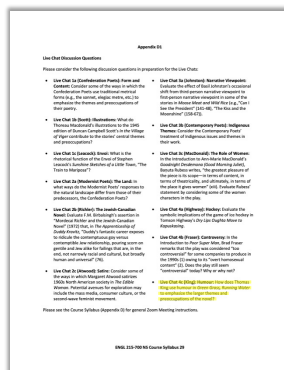 Appendix D1
Live Chat Discussion Questions
Please consider the following discussion questions in preparation for the Live Chats:
• Live Chat 1a (Confederation Poets): Form and
Content: Consider some of the ways in which the
Confederation Poets use traditional metrical
forms (e.g., the sonnet, elegiac metre, etc.) to
emphasize the themes and preoccupations of
their poetry.
• Live Chat 1b (Scott): Illustrations: What do
Thoreau Macdonald's illustrations to the 1945
edition of Duncan Campbell Scott's In the Village
of Viger contribute to the stories' central themes
and preoccupations?
• Live Chat 1c (Leacock): Envoi: What is the
rhetorical function of the Envoi of Stephen
Leacock's Sunshine Sketches of a Little Town, "The
Train to Mariposa"?
• Live Chat 2a (Modernist Poets): The Land: In
what ways do the Modernist Poets' responses to
the natural landscape differ from those of their
predecessors, the Confederation Poets?
• Live Chat 2b (Richler): The Jewish-Canadian
Novel: Evaluate F.M. Birbalsingh's assertion in
"Mordecai Richler and the Jewish-Canadian
Novel" (1972) that, in The Apprenticeship of
Duddy Kravitz, "Duddy's fantastic career exposes
to ridicule the contemptuous gay versus
contemptible Jew relationship, pouring scorn on
gentile and Jew alike for failings that are, in the
end, not narrowly racial and cultural, but broadly
human and universal" (76).
• Live Chat 2c (Atwood): Satire: Consider some of
the ways in which Margaret Atwood satirizes
1960s North American society in The Edible
Woman. Potential avenues for exploration may
include the mass media, consumer culture, or the
second-wave feminist movement.
• Live Chat 3a (Johnston): Narrative Viewpoint:
Evaluate the effect of Basil Johnston's occasional
shift from third-person narrative viewpoint to
first-person narrative viewpoint in some of the
stories in Moose Meat and Wild Rice (e.g., "Can I
See the President" [141-48], "The Kiss and the
Moonshine" [158-67]).
• Live Chat 3b (Contemporary Poets): Indigenous
Themes: Consider the Contemporary Poets'
treatment of Indigenous issues and themes in
their work.
• Live Chat 3c (MacDonald): The Role of Women:
In the Introduction to Ann-Marie MacDonald's
Goodnight Desdemona (Good Morning Juliet),
Banuta Rubess writes, "the greatest pleasure of
the piece is its scope—in terms of content, in
terms of theatricality, and ultimately, in terms of
the place it gives women" (xiii). Evaluate Rubess'
statement by considering some of the women
characters in the play.
• Live Chat 4a (Highway): Hockey: Evaluate the
symbolic implications of the game of ice hockey in
Tomson Highway's Dry Lips Oughta Move to
Kapuskasing.
• Live Chat 4b (Fraser): Controversy: In the
Introduction to Poor Super Man, Brad Fraser
remarks that the play was considered "too
controversial" for some companies to produce in
the 1990s (1) owing to its "overt homosexual
content" (2). Does the play still seem
"controversial" today? Why or why not?
• Live Chat 4c (King): Humour: How does Thomas
King use humour in Green Grass, Running Water
to emphasize the larger themes and
preoccupations of the novel?
Please see the Course Syllabus (Appendix D) for general Zoom Meeting Instructions.
ENGL 215-700 NS Course Syllabus 29